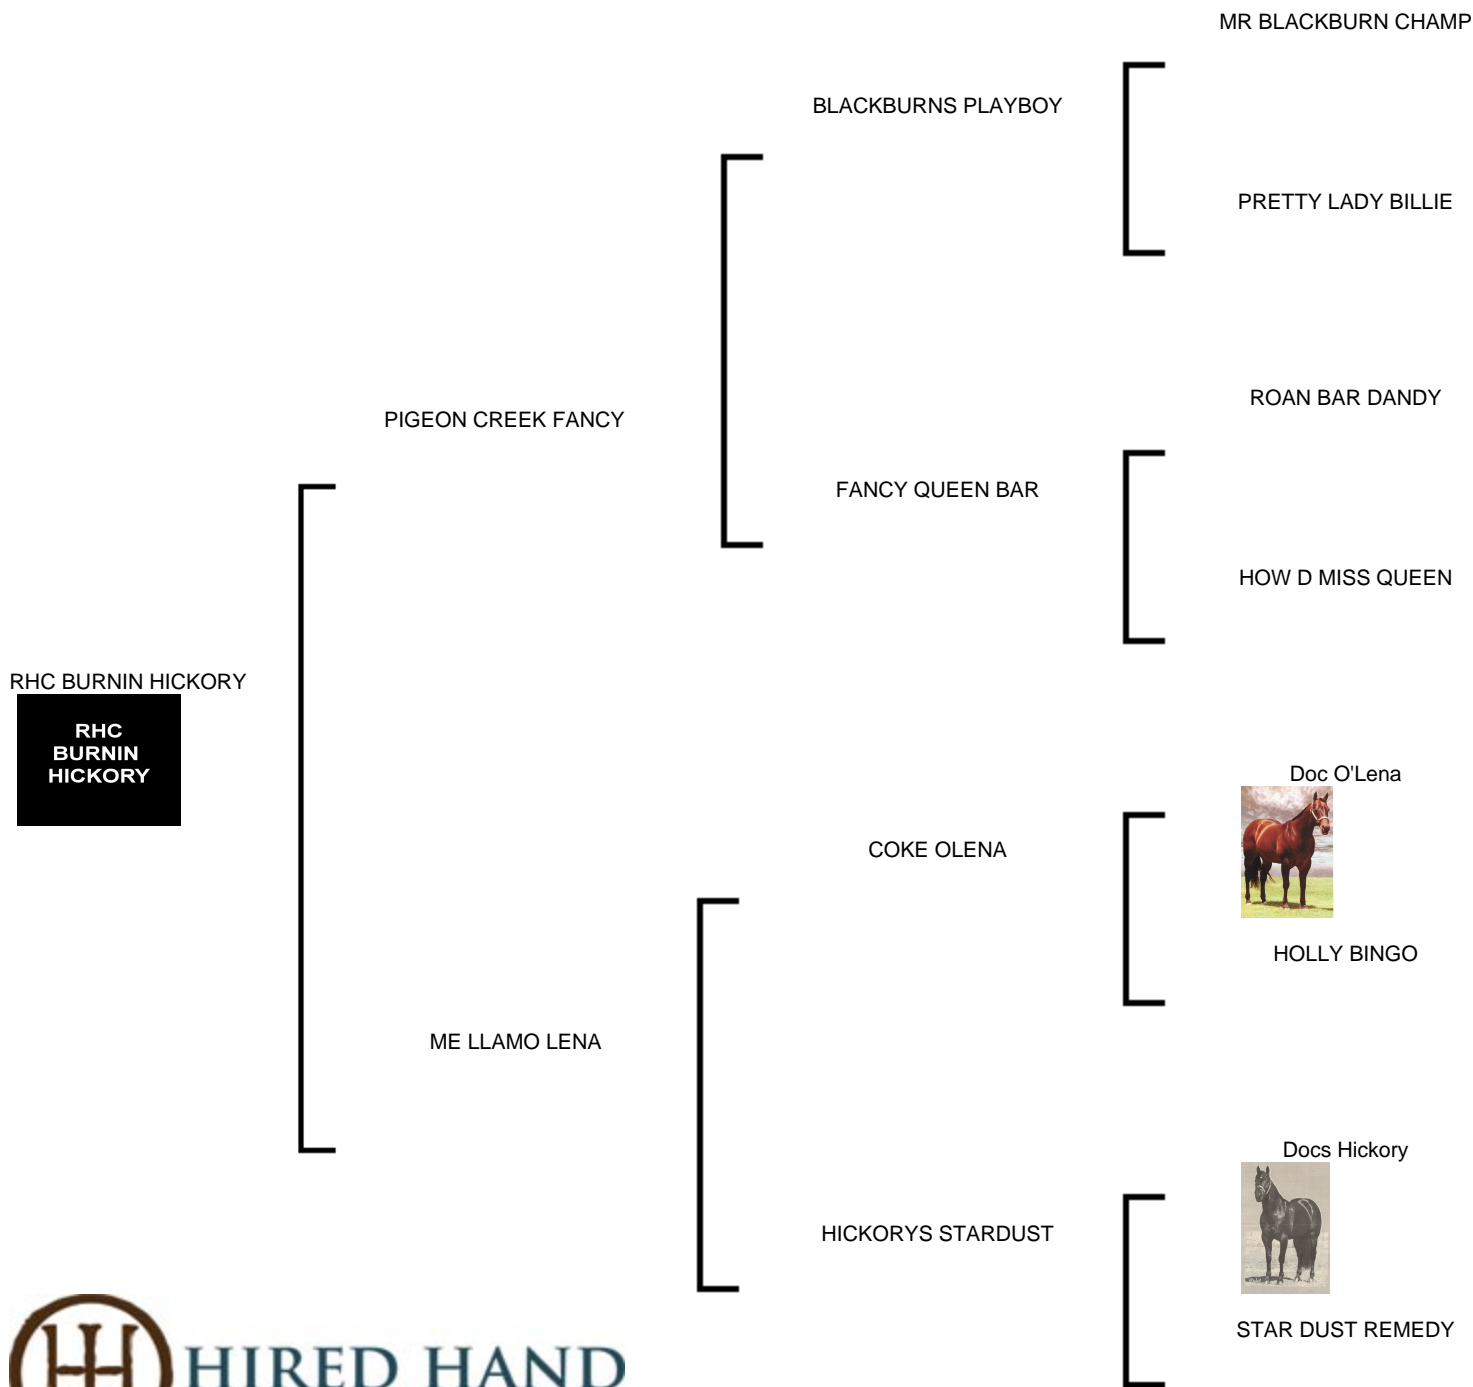 MR BLACKBURN CHAMP
BLACKBURNS PLAYBOY
PRETTY LADY BILLIE
PIGEON CREEK FANCY
ROAN BAR DANDY
FANCY QUEEN BAR
HOW D MISS QUEEN
RHC BURNIN HICKORY
RHC
BURNIN
HICKORY
Doc O'Lena
COKE OLENA
HOLLY BINGO
ME LLAMO LENA
Docs Hickory
HICKORYS STARDUST
STAR DUST REMEDY
HIRED HAND